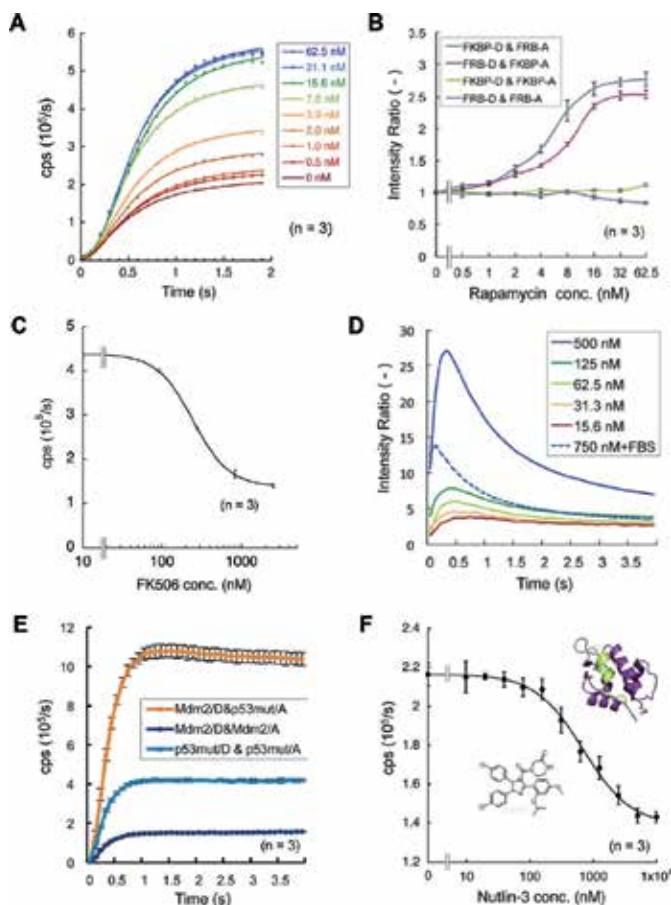 A
cps (10⁵/s)
6
5
4
3
2
1
0
62.5 nM
31.1 nM
15.6 nM
7.8 nM
3.9 nM
2.0 nM
1.0 nM
0.5 nM
0 nM
(n = 3)
0 0.5 1 1.5 2
Time (s)
B
Intensity Ratio ( - )
3.5
3
2.5
2
1.5
1
0.5
0
FKBP-D & FRB-A
FRB-D & FKBP-A
FKBP-D & FKBP-A
FRB-D & FRB-A
(n = 3)
0 0.5 1 2 4 8 16 32 62.5
Rapamycin conc. (nM)
C
cps (10⁵/s)
5
4
3
2
1
0
(n = 3)
10 100 1000
FK506 conc. (nM)
D
Intensity Ratio ( - )
30
25
20
15
10
5
0
500 nM
125 nM
62.5 nM
31.3 nM
15.6 nM
750 nM+FBS
0 0.5 1 1.5 2 2.5 3 3.5
Time (s)
E
cps (10⁵/s)
12
10
8
6
4
2
0
Mdm2/D&p53mut/A
Mdm2/D&Mdm2/A
p53mut/D & p53mut/A
(n = 3)
0 0.5 1 1.5 2 2.5 3 3.5
Time (s)
F
cps (10⁵/s)
2.4
2.2
2
1.8
1.6
1.4
1.2
(n = 3)
0 10 100 1000 1x10⁴
Nutlin-3 conc. (nM)